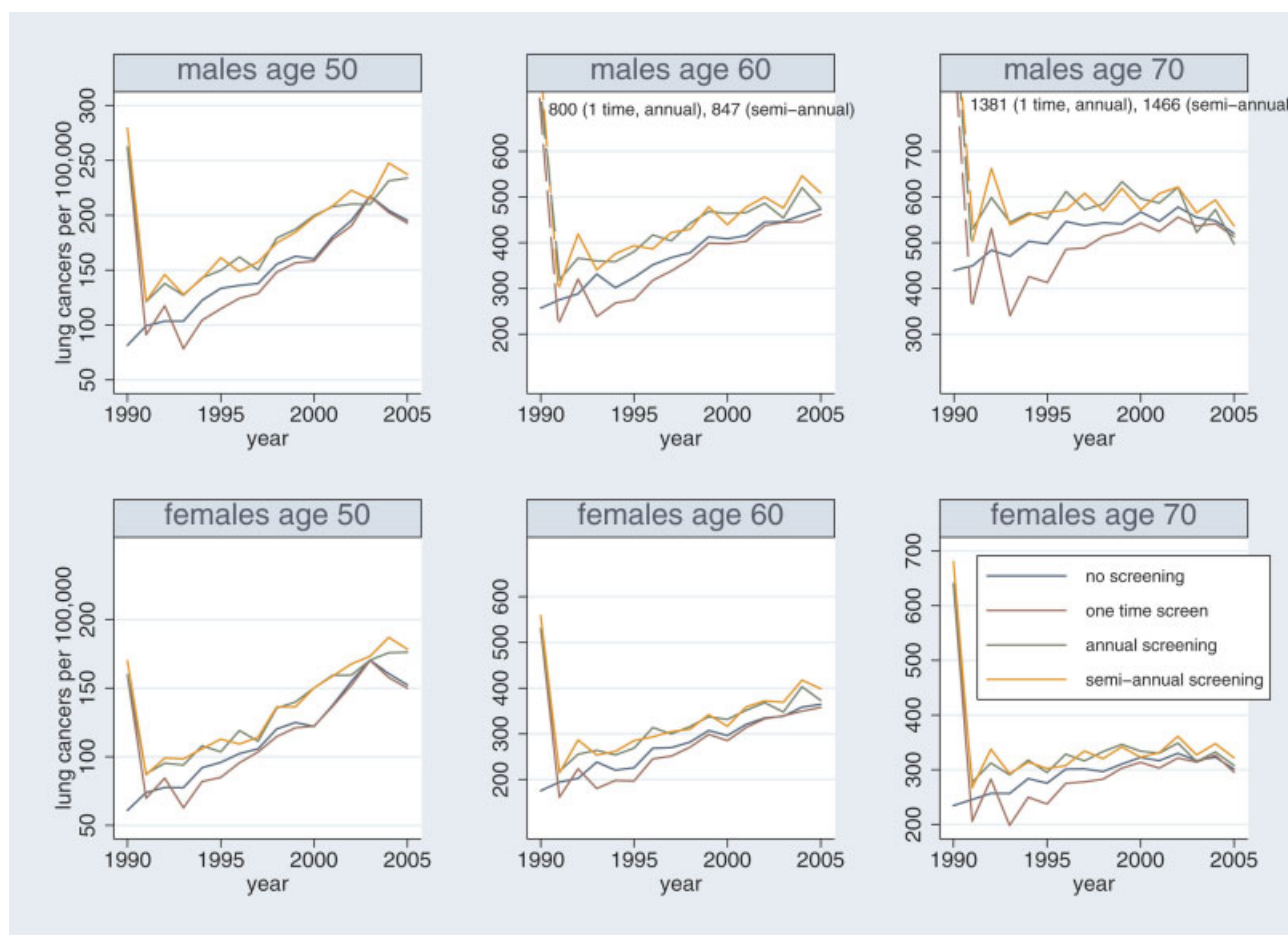 males age 50
males age 60
males age 70
lung cancers per 100,000
300
250
200
150
100
50
1990 1995 2000 2005
year
800 (1 time, annual), 847 (semi-annual)
600
500
400
300
200
1990 1995 2000 2005
year
1381 (1 time, annual), 1466 (semi-annual
700
600
500
400
300
1990 1995 2000 2005
year
females age 50
females age 60
females age 70
lung cancers per 100,000
200
150
100
50
1990 1995 2000 2005
year
600
500
400
300
200
1990 1995 2000 2005
year
700
600
500
400
300
200
no screening
one time screen
annual screening
semi-annual screening
1990 1995 2000 2005
year